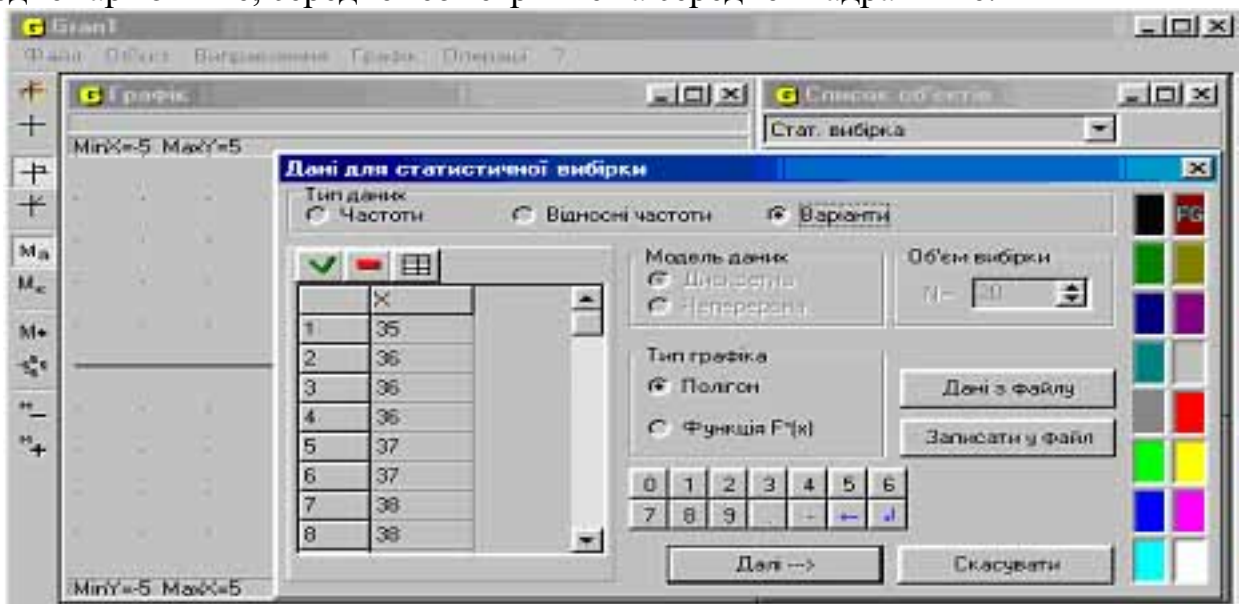 Gran1
Файл Об'єкт Виправлення Графік Операції ?
Графік
Список об'єктів
Стат. вибірка
MinX=-5 MaxY=5
Дані для статистичної вибірки
Тип даних
Частоти Відносні частоти Варіанти
FG
Модель даних
Дискретна
Неперервна
Об'єм вибірки
N= 20
X
1 35
2 36
3 36
4 36
5 37
6 37
7 38
8 38
Тип графіка
Полігон
Функція F*(x)
Дані з файлу
Записати у файл
0 1 2 3 4 5 6
7 8 9 . -
Далі -->
Скасувати
MinY=-5 MaxX=5